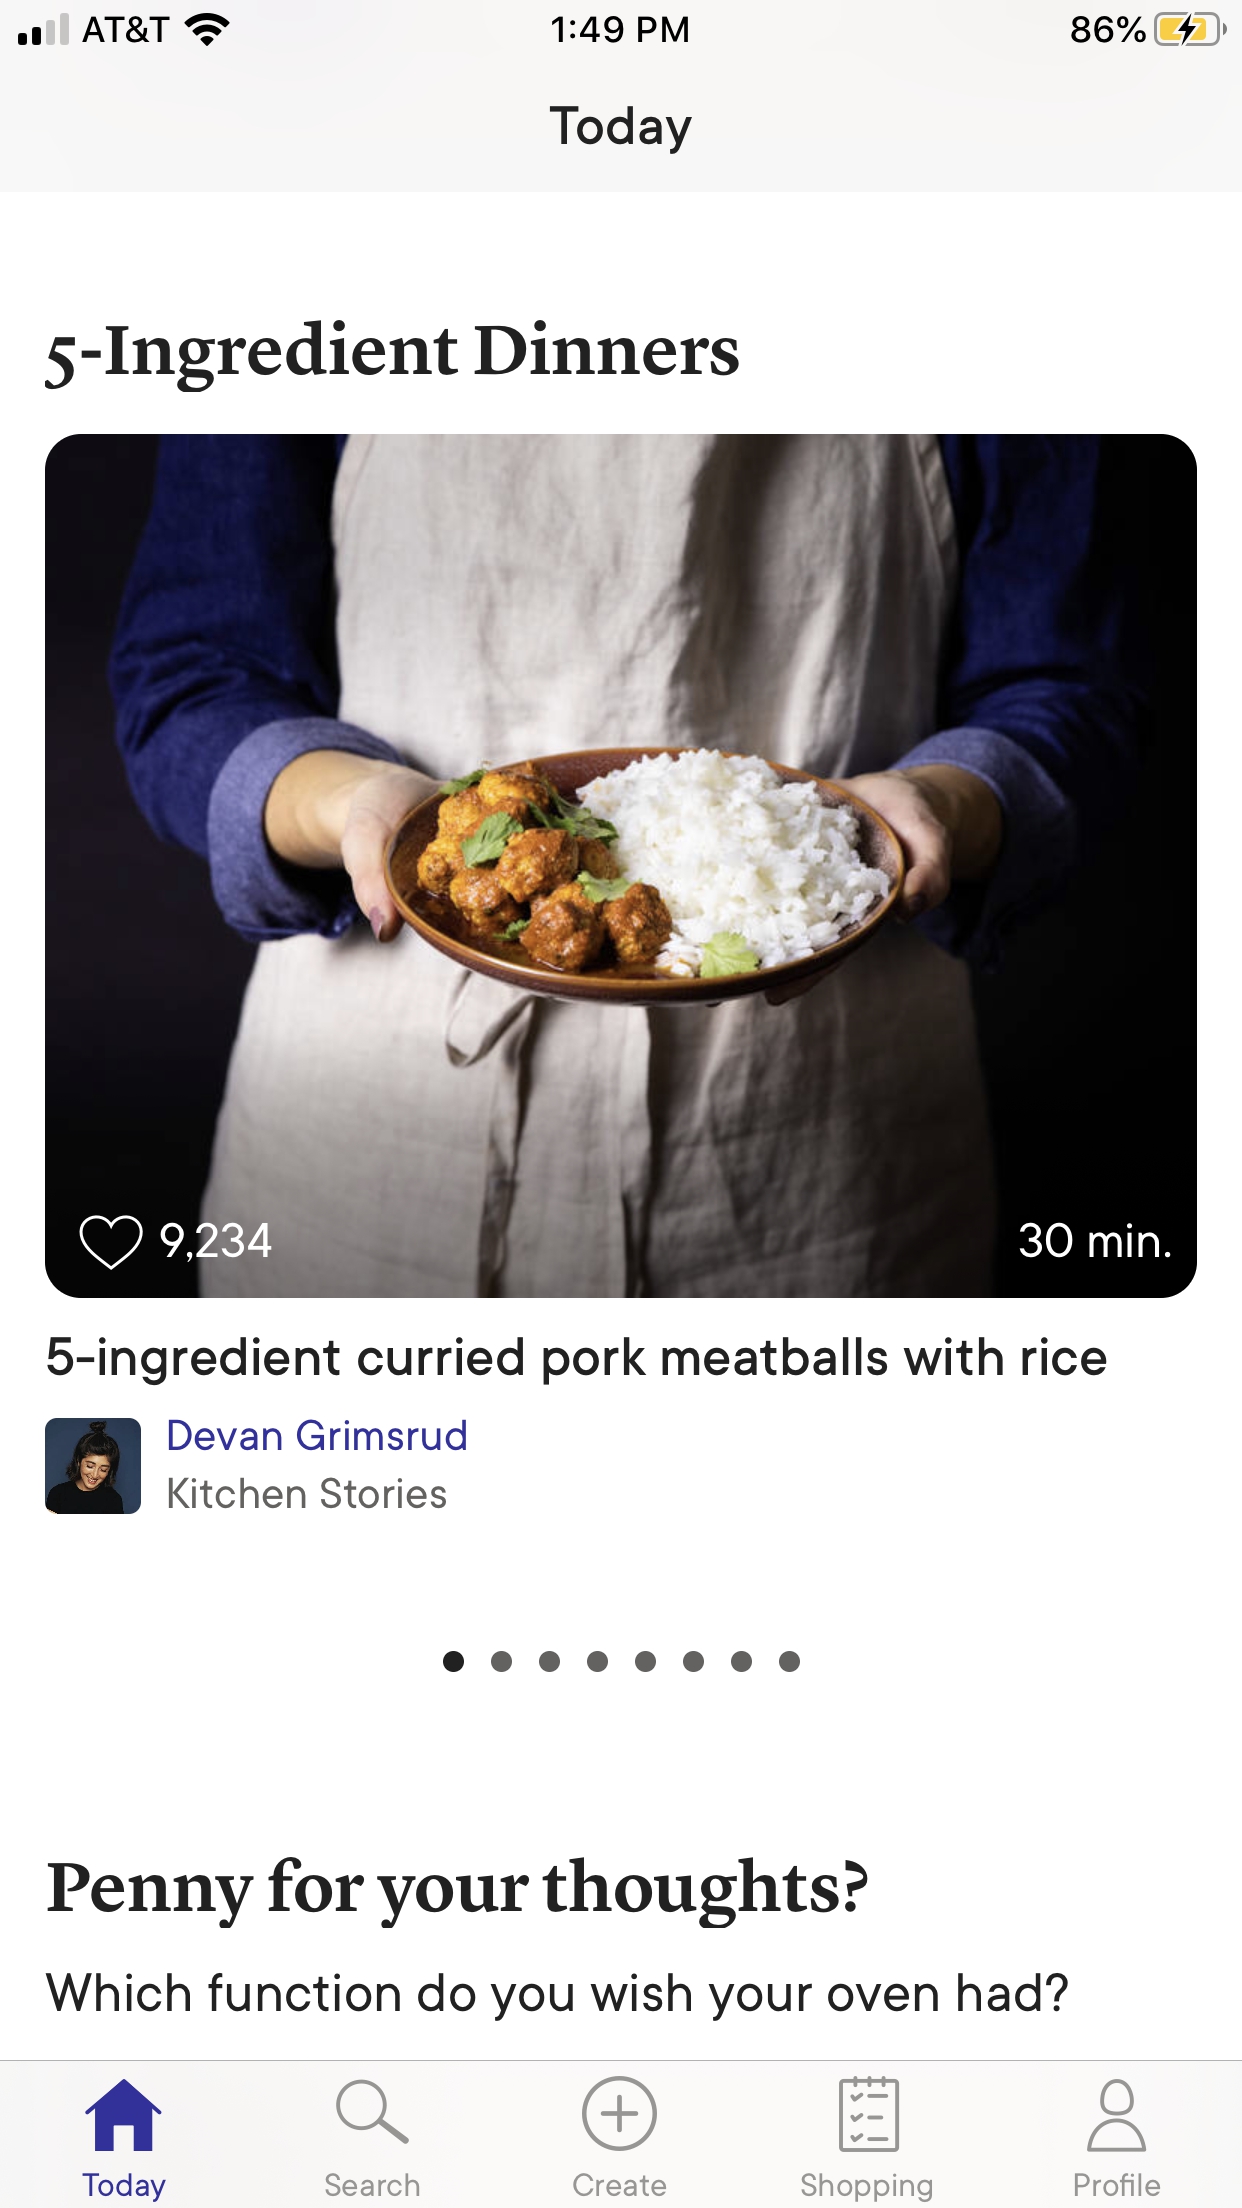 AT&T 1:49 PM 86%
Today
5-Ingredient Dinners
9,234 30 min.
5-ingredient curried pork meatballs with rice
Devan Grimsrud
Kitchen Stories
Penny for your thoughts?
Which function do you wish your oven had?
Today Search Create Shopping Profile